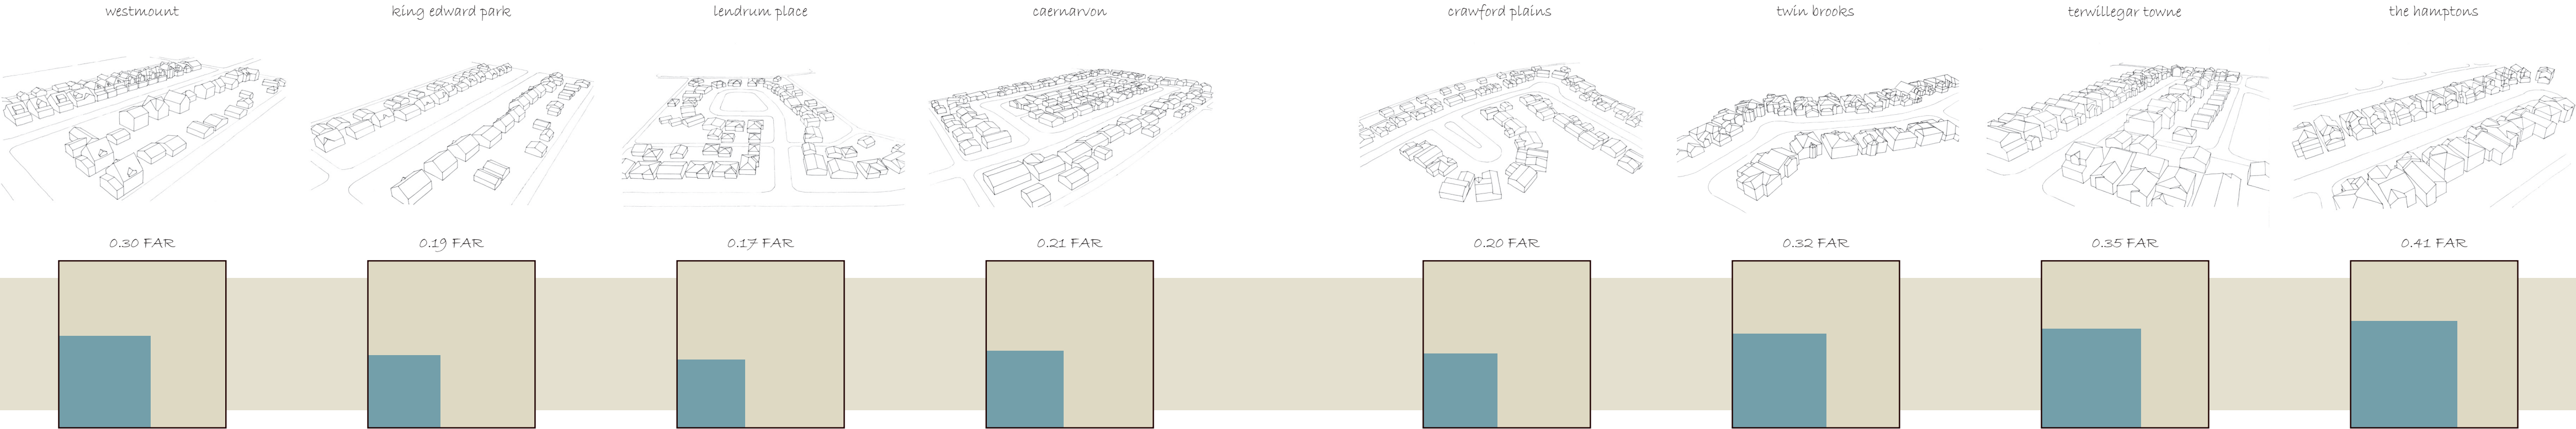 westmount
king edward park
lendrum place
caernarvon
crawford plains
twin brooks
terwillegar towne
the hamptons
0.30 FAR
0.19 FAR
0.17 FAR
0.21 FAR
0.20 FAR
0.32 FAR
0.35 FAR
0.41 FAR